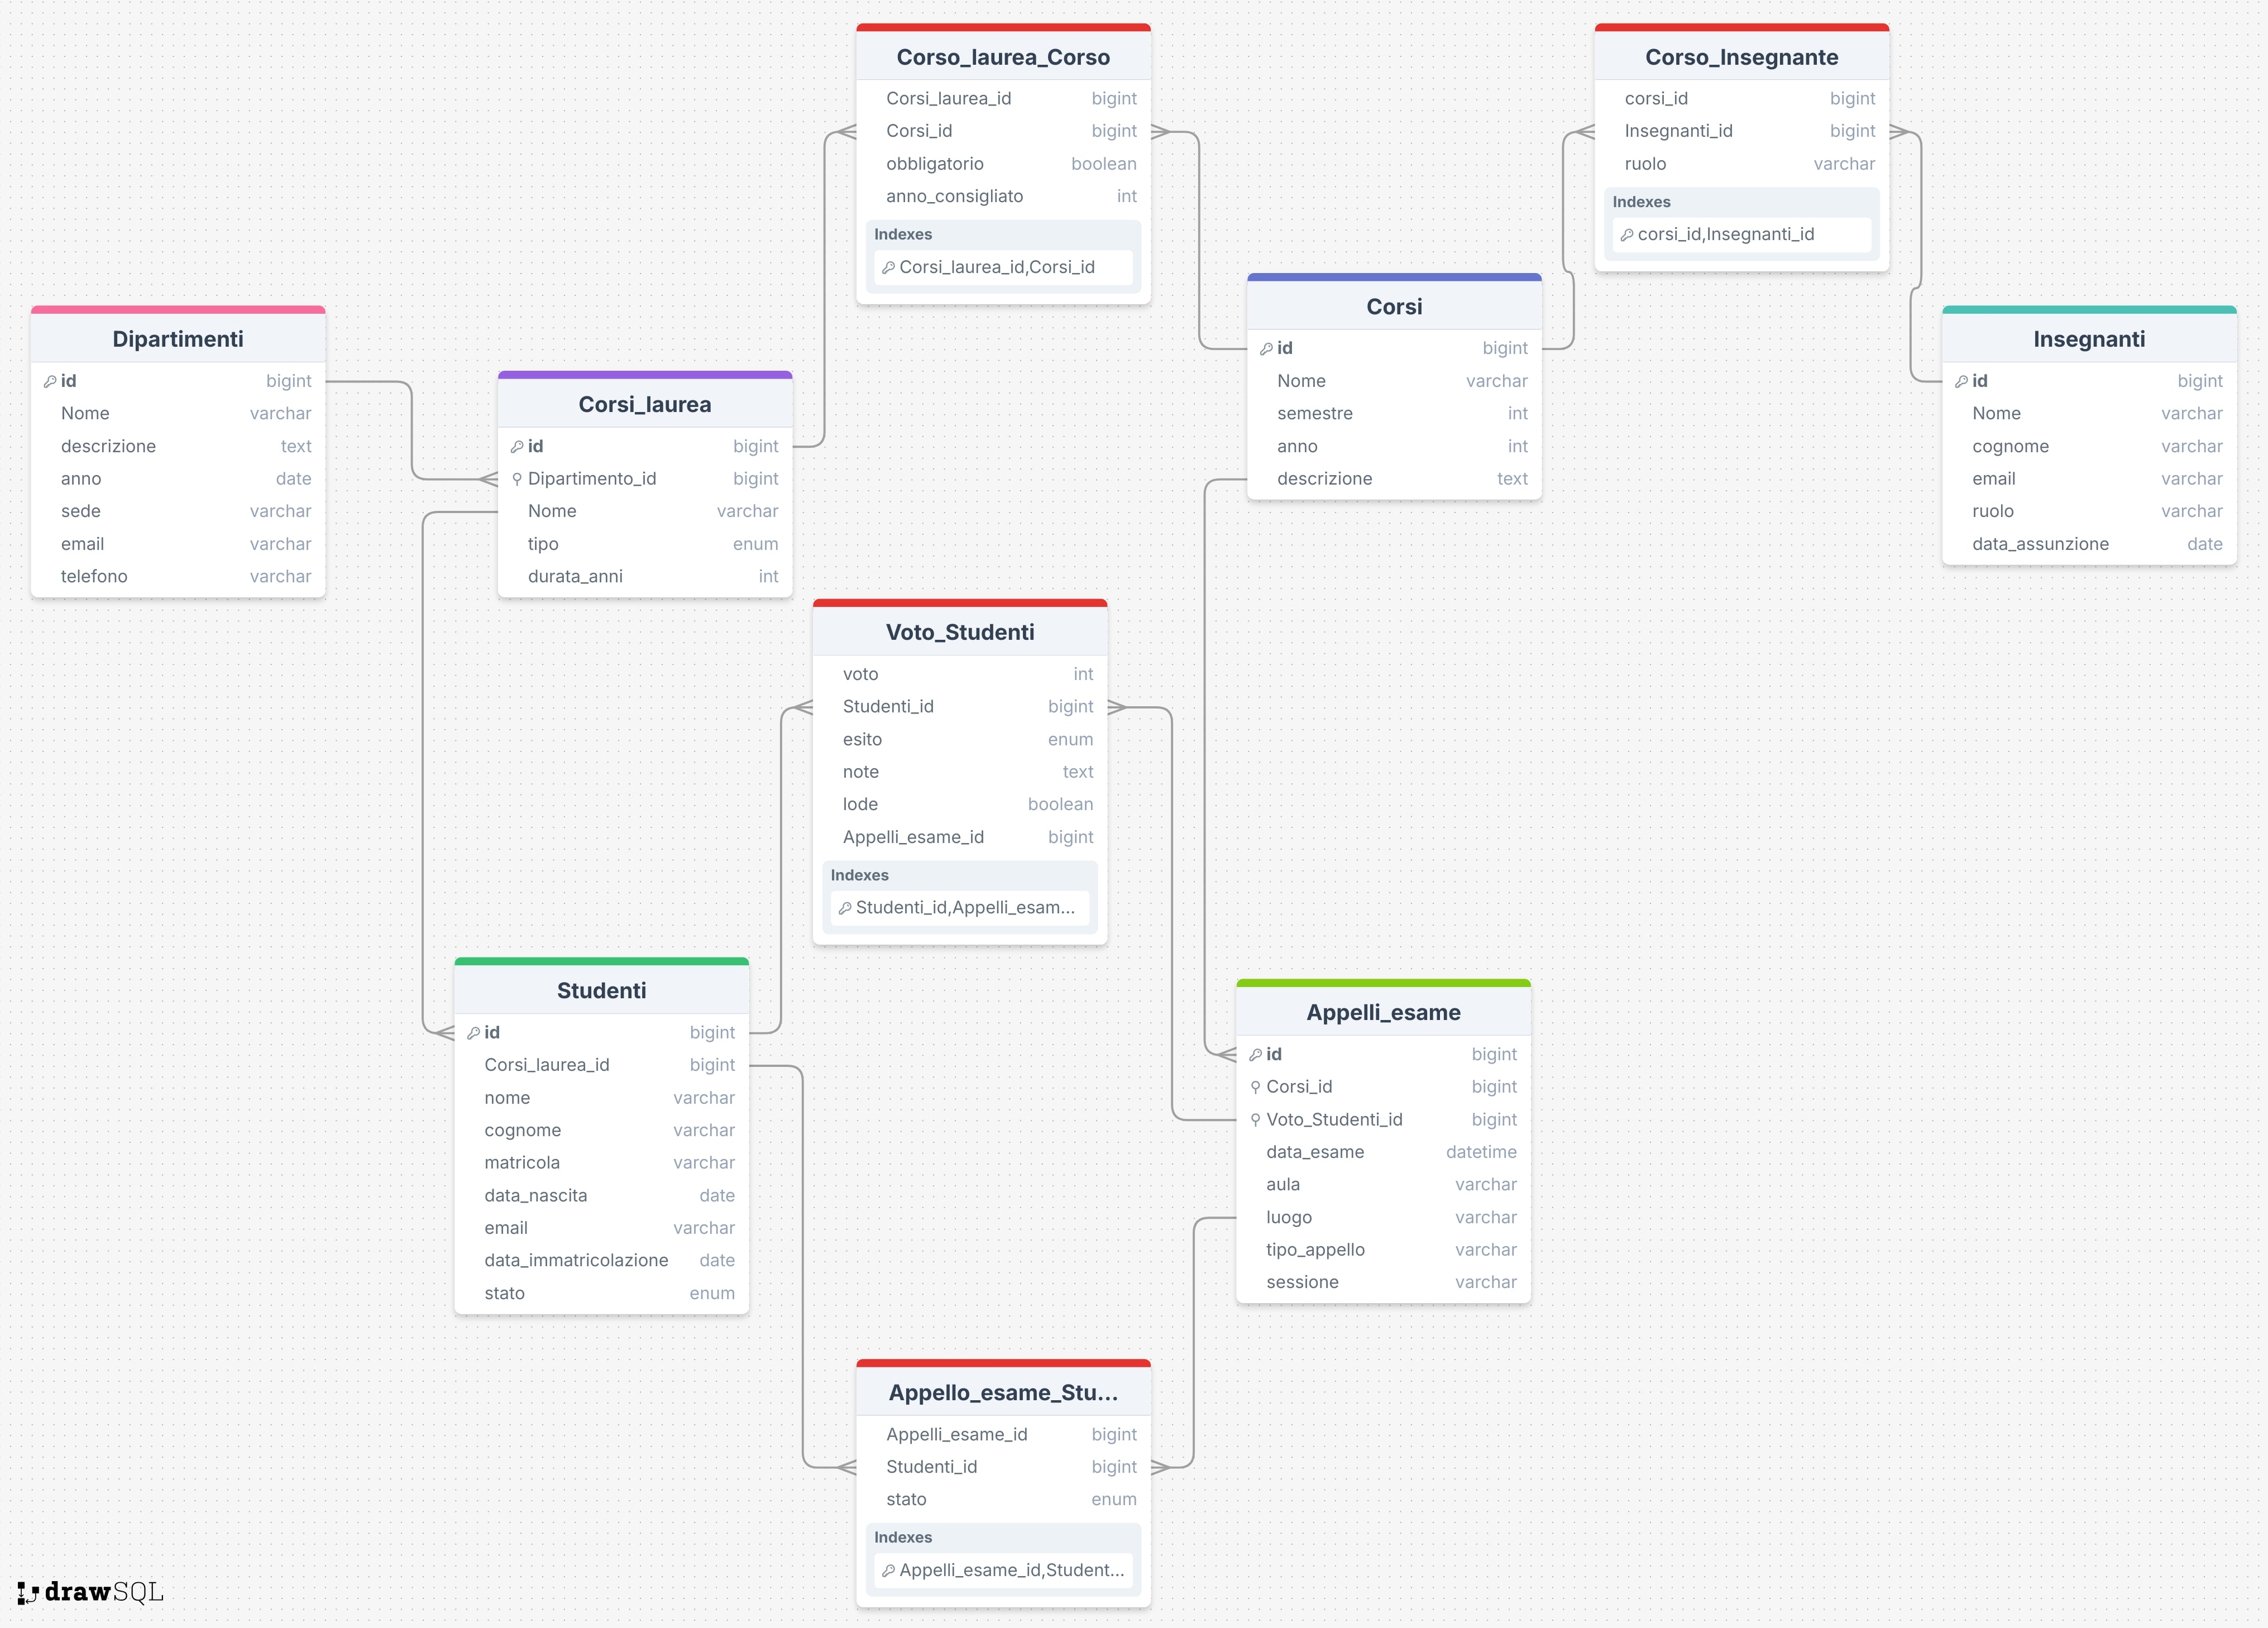 Corso_laurea_Corso
Corsi_laurea_id bigint
Corsi_id bigint
obbligatorio boolean
anno_consigliato int
Indexes
Corsi_laurea_id,Corsi_id
Corso_Insegnante
corsi_id bigint
Insegnanti_id bigint
ruolo varchar
Indexes
corsi_id,Insegnanti_id
Dipartimenti
id bigint
Nome varchar
descrizione text
anno date
sede varchar
email varchar
telefono varchar
Corsi_laurea
id bigint
Dipartimento_id bigint
Nome varchar
tipo enum
durata_anni int
Corsi
id bigint
Nome varchar
semestre int
anno int
descrizione text
Insegnanti
id bigint
Nome varchar
cognome varchar
email varchar
ruolo varchar
data_assunzione date
Voto_Studenti
voto int
Studenti_id bigint
esito enum
note text
lode boolean
Appelli_esame_id bigint
Indexes
Studenti_id,Appelli_esam...
Studenti
id bigint
Corsi_laurea_id bigint
nome varchar
cognome varchar
matricola varchar
data_nascita date
email varchar
data_immatricolazione date
stato enum
Appelli_esame
id bigint
Corsi_id bigint
Voto_Studenti_id bigint
data_esame datetime
aula varchar
luogo varchar
tipo_appello varchar
sessione varchar
Appello_esame_Stu...
Appelli_esame_id bigint
Studenti_id bigint
stato enum
Indexes
Appelli_esame_id,Student...
drawSQL